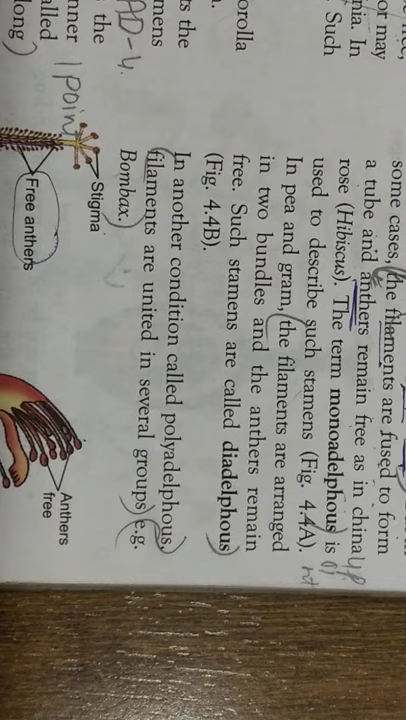 orolla
or may
nia. In
Such
ts the
mens
the
nner
alled
long)
AD-4.
1 point
some cases, (the filaments are fused to form
a tube and anthers remain free as in china
rose (Hibiscus). The term monoadelphous is
used to describe such stamens (Fig. 4.4A).
In pea and gram, (the filaments are arranged
in two bundles and the anthers remain
free. Such stamens are called diadelphous)
(Fig. 4.4B).
In another condition called polyadelphous,
(filaments are united in several groups) e.g.
Bombax.)
Stigma
Free anthers
Anthers
free